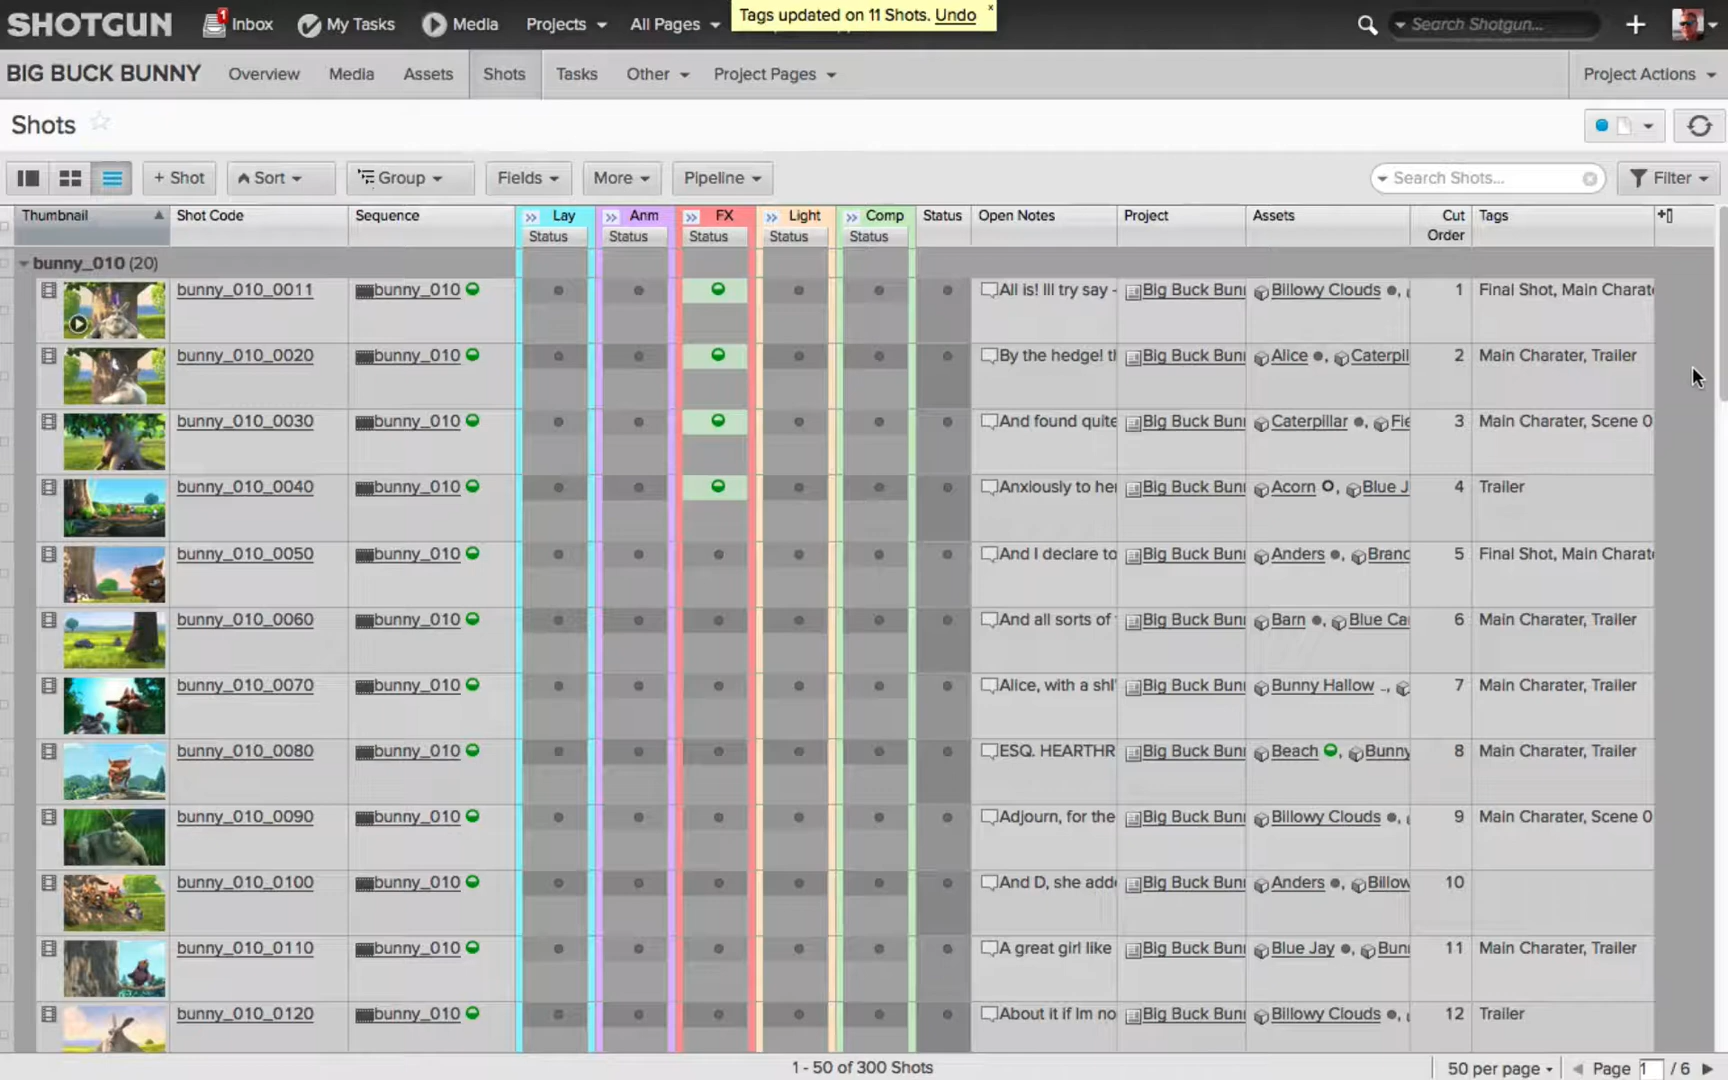 SHOTGUN 1 Inbox My Tasks Media Projects All Pages Tags updated on 11 Shots. Undo x Search Shotgun... +
BIG BUCK BUNNY Overview Media Assets Shots Tasks Other Project Pages Project Actions
Shots
+ Shot Sort Group Fields More Pipeline Search Shots... Filter
Thumbnail Shot Code Sequence Lay Anm FX Light Comp Status Open Notes Project Assets Cut Order Tags
Status Status Status Status Status
bunny_010 (20)
bunny_010_0011 bunny_010 All is! Ill try say - Big Buck Bun Billowy Clouds , 1 Final Shot, Main Charat
bunny_010_0020 bunny_010 By the hedge! Big Buck Bun Alice , Caterpil 2 Main Charater, Trailer
bunny_010_0030 bunny_010 And found quite Big Buck Bun Caterpillar , Fie 3 Main Charater, Scene 0
bunny_010_0040 bunny_010 Anxiously to her Big Buck Bun Acorn , Blue J 4 Trailer
bunny_010_0050 bunny_010 And I declare to Big Buck Bun Anders , Branc 5 Final Shot, Main Charat
bunny_010_0060 bunny_010 And all sorts of Big Buck Bun Barn , Blue Ca 6 Main Charater, Trailer
bunny_010_0070 bunny_010 Alice, with a sh Big Buck Bun Bunny Hallow , 7 Main Charater, Trailer
bunny_010_0080 bunny_010 ESQ. HEARTHR Big Buck Bun Beach , Bunny 8 Main Charater, Trailer
bunny_010_0090 bunny_010 Adjourn, for the Big Buck Bun Billowy Clouds , 9 Main Charater, Scene 0
bunny_010_0100 bunny_010 And D, she adde Big Buck Bun Anders , Billow 10
bunny_010_0110 bunny_010 A great girl like Big Buck Bun Blue Jay , Bun 11 Main Charater, Trailer
bunny_010_0120 bunny_010 About it if Im no Big Buck Bun Billowy Clouds , 12 Trailer
1 - 50 of 300 Shots 50 per page Page 1 / 6